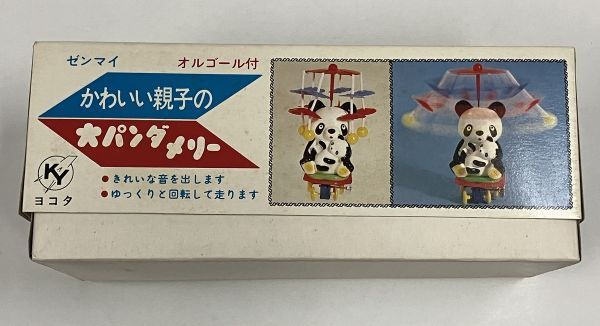 ゼンマイ オルゴール付
かわいい親子の
大パンダメリー
●きれいな音を出します
●ゆっくりと回転して走ります
KY
ヨコタ